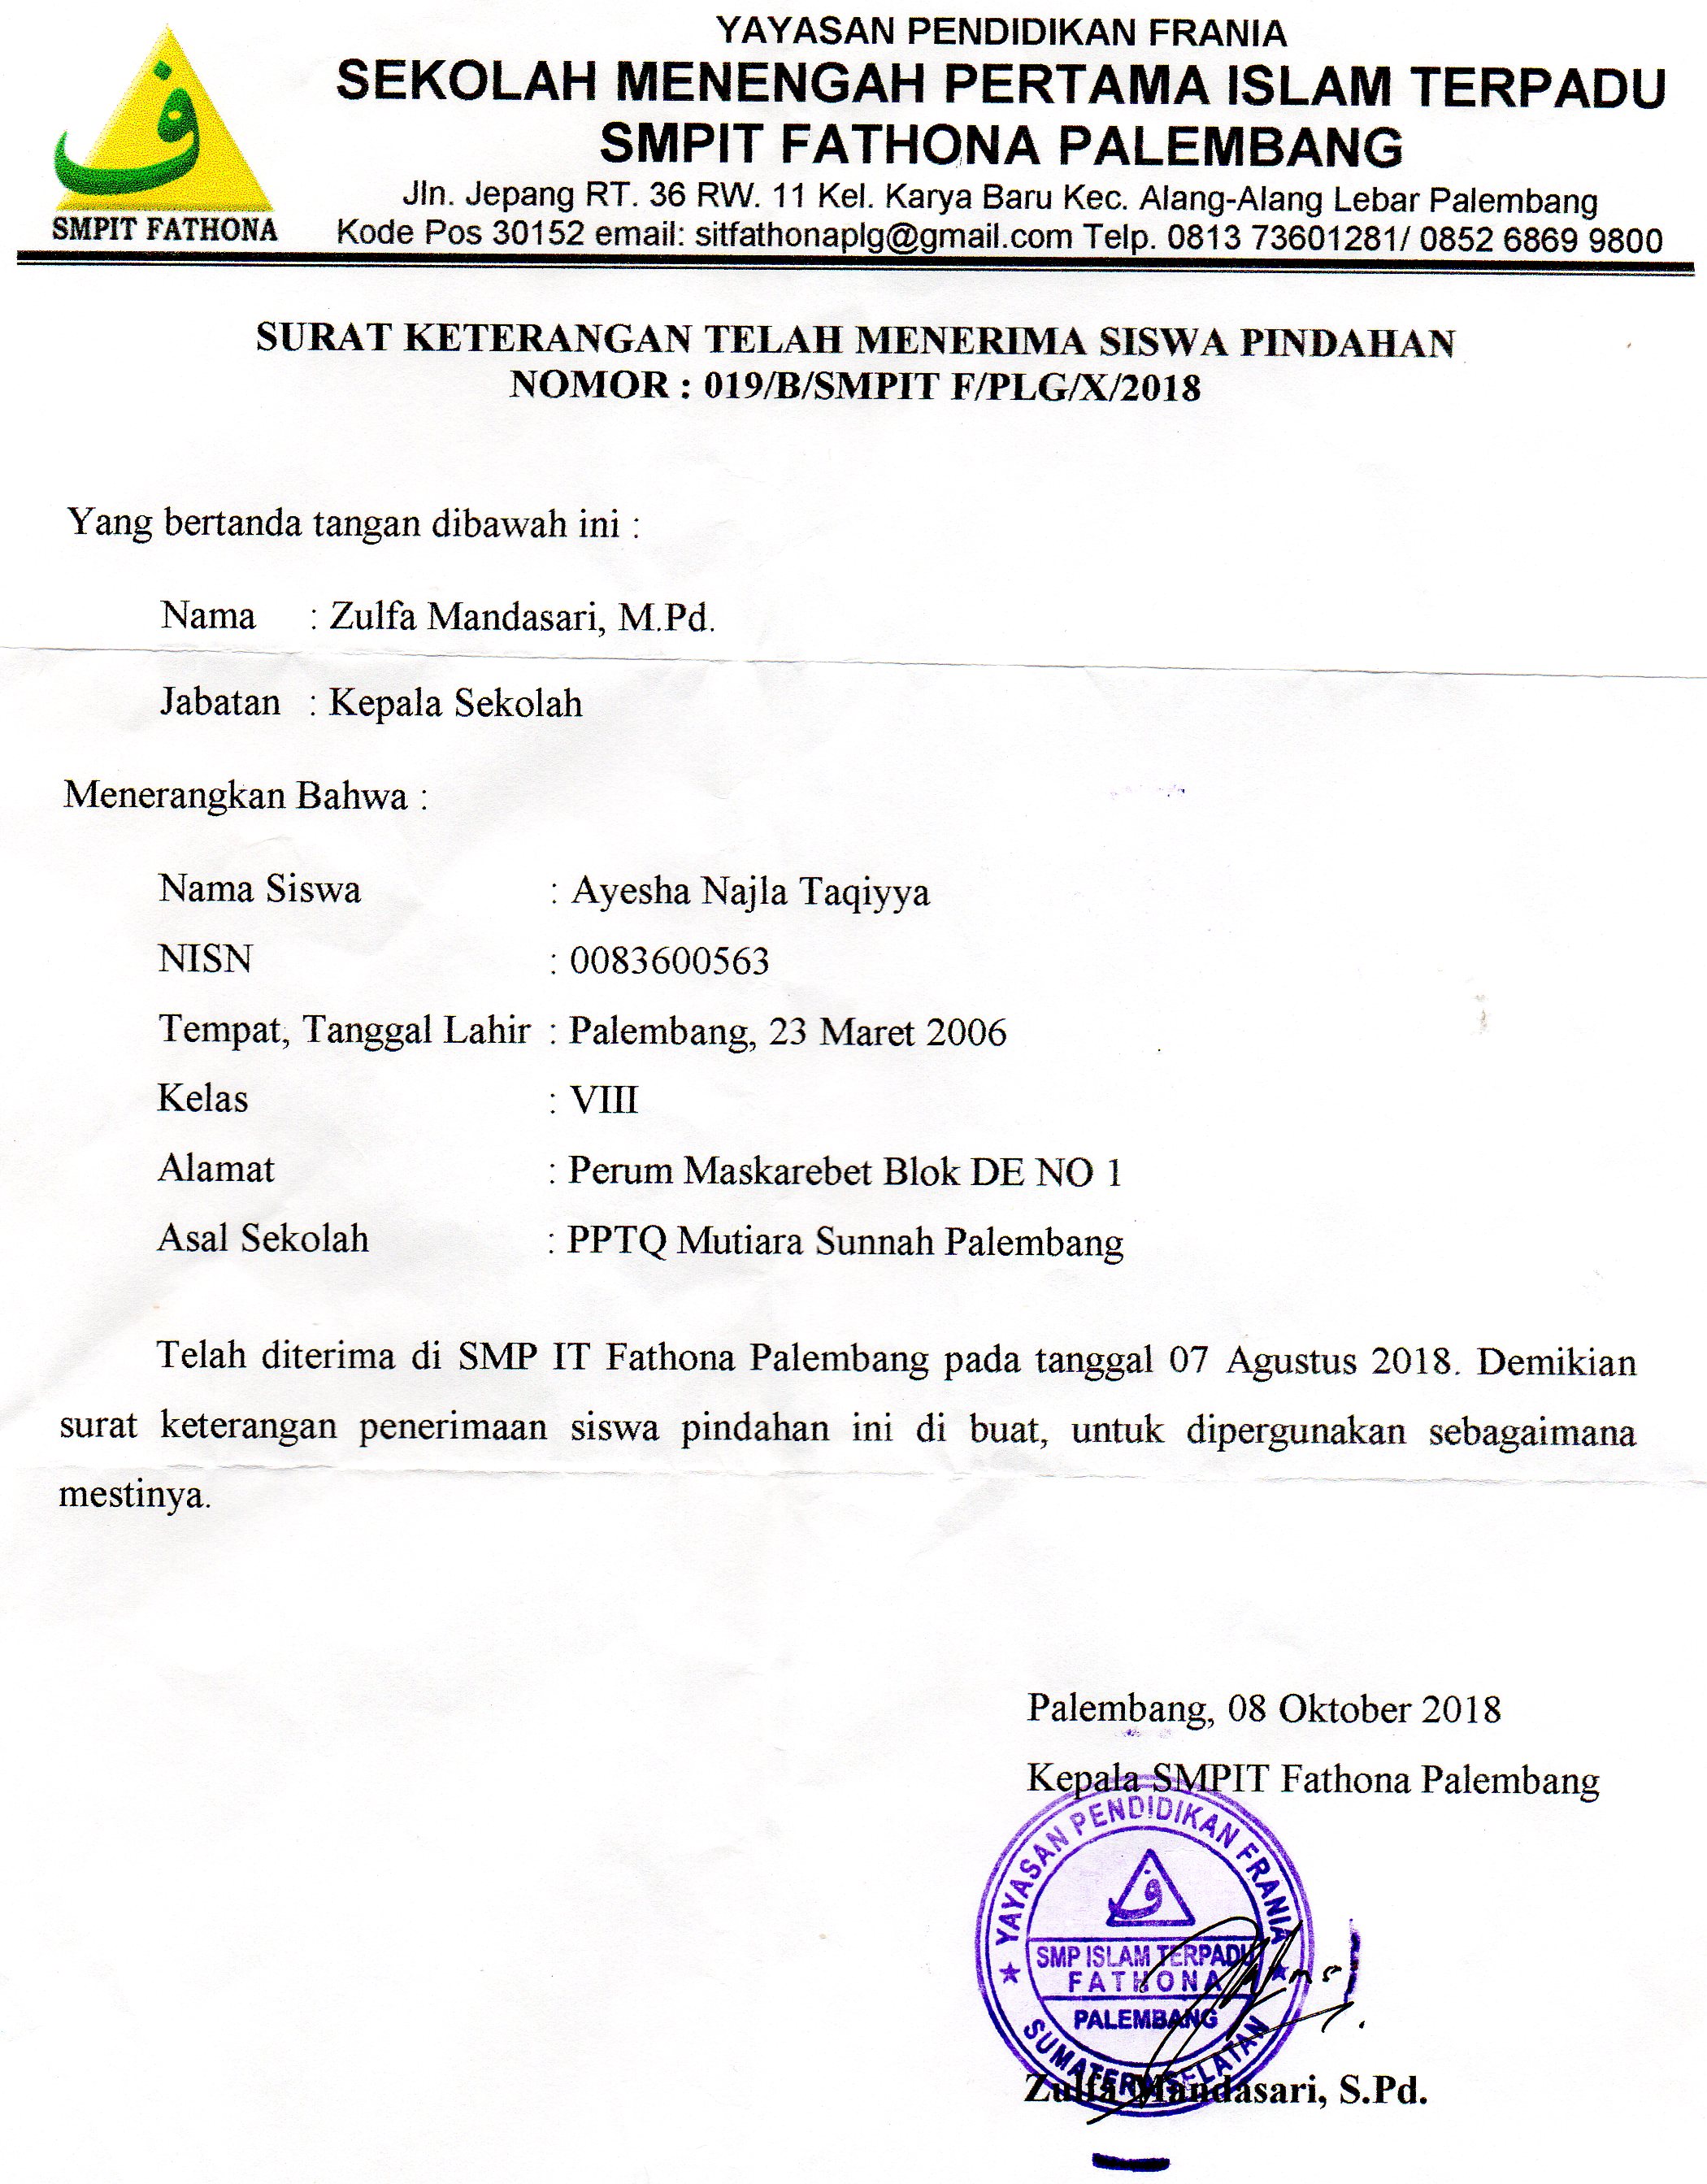 YAYASAN PENDIDIKAN FRANIA
SEKOLAH MENENGAH PERTAMA ISLAM TERPADU
SMPIT FATHONA PALEMBANG
Jln. Jepang RT. 36 RW. 11 Kel. Karya Baru Kec. Alang-Alang Lebar Palembang
Kode Pos 30152 email: sitfathonaplg@gmail.com Telp. 0813 73601281/ 0852 6869 9800
ف
SMPIT FATHONA
SURAT KETERANGAN TELAH MENERIMA SISWA PINDAHAN
NOMOR : 019/B/SMPIT F/PLG/X/2018
Yang bertanda tangan dibawah ini :
Nama : Zulfa Mandasari, M.Pd.
Jabatan : Kepala Sekolah
Menerangkan Bahwa :
Nama Siswa : Ayesha Najla Taqiyya
NISN : 0083600563
Tempat, Tanggal Lahir : Palembang, 23 Maret 2006
Kelas : VIII
Alamat : Perum Maskarebet Blok DE NO 1
Asal Sekolah : PPTQ Mutiara Sunnah Palembang
Telah diterima di SMP IT Fathona Palembang pada tanggal 07 Agustus 2018. Demikian
surat keterangan penerimaan siswa pindahan ini di buat, untuk dipergunakan sebagaimana
mestinya.
Palembang, 08 Oktober 2018
Kepala SMPIT Fathona Palembang
YAYASAN PENDIDIKAN FRANIA
ف
SMP ISLAM TERPADU
FATHONA
PALEMBANG
SUMATERA SELATAN
Zulfa Mandasari, S.Pd.